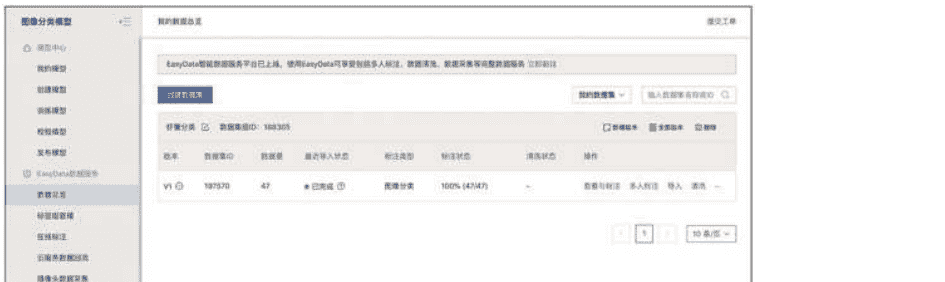 图像分类模型
我的数据总览
提交工单
模型中心
我的模型
创建模型
训练模型
校验模型
发布模型
EasyData数据服务
数据总览
标签组管理
在线标注
云服务数据回流
摄像头数据采集
EasyData智能数据服务平台已上线，使用EasyData可享受包括多人标注、数据清洗、数据采集等完整数据服务 立即前往
创建数据集
我的数据集
输入数据集名称或ID
数据集组ID: 188305
新增版本 全部版本 删除
版本 数据集ID 数据量 最近导入状态 标注类型 标注状态 清洗状态 操作
V1 197570 47 已完成 图像分类 100% (47/47) - 查看与标注 多人标注 导入 清洗 ...
1
10 条/页